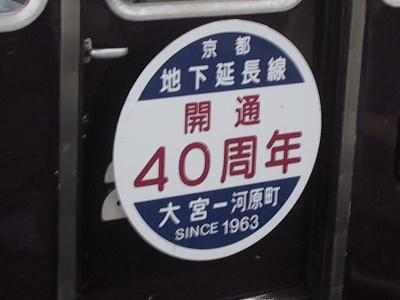 京都
地下延長線
開通
40周年
大宮ー河原町
SINCE 1963